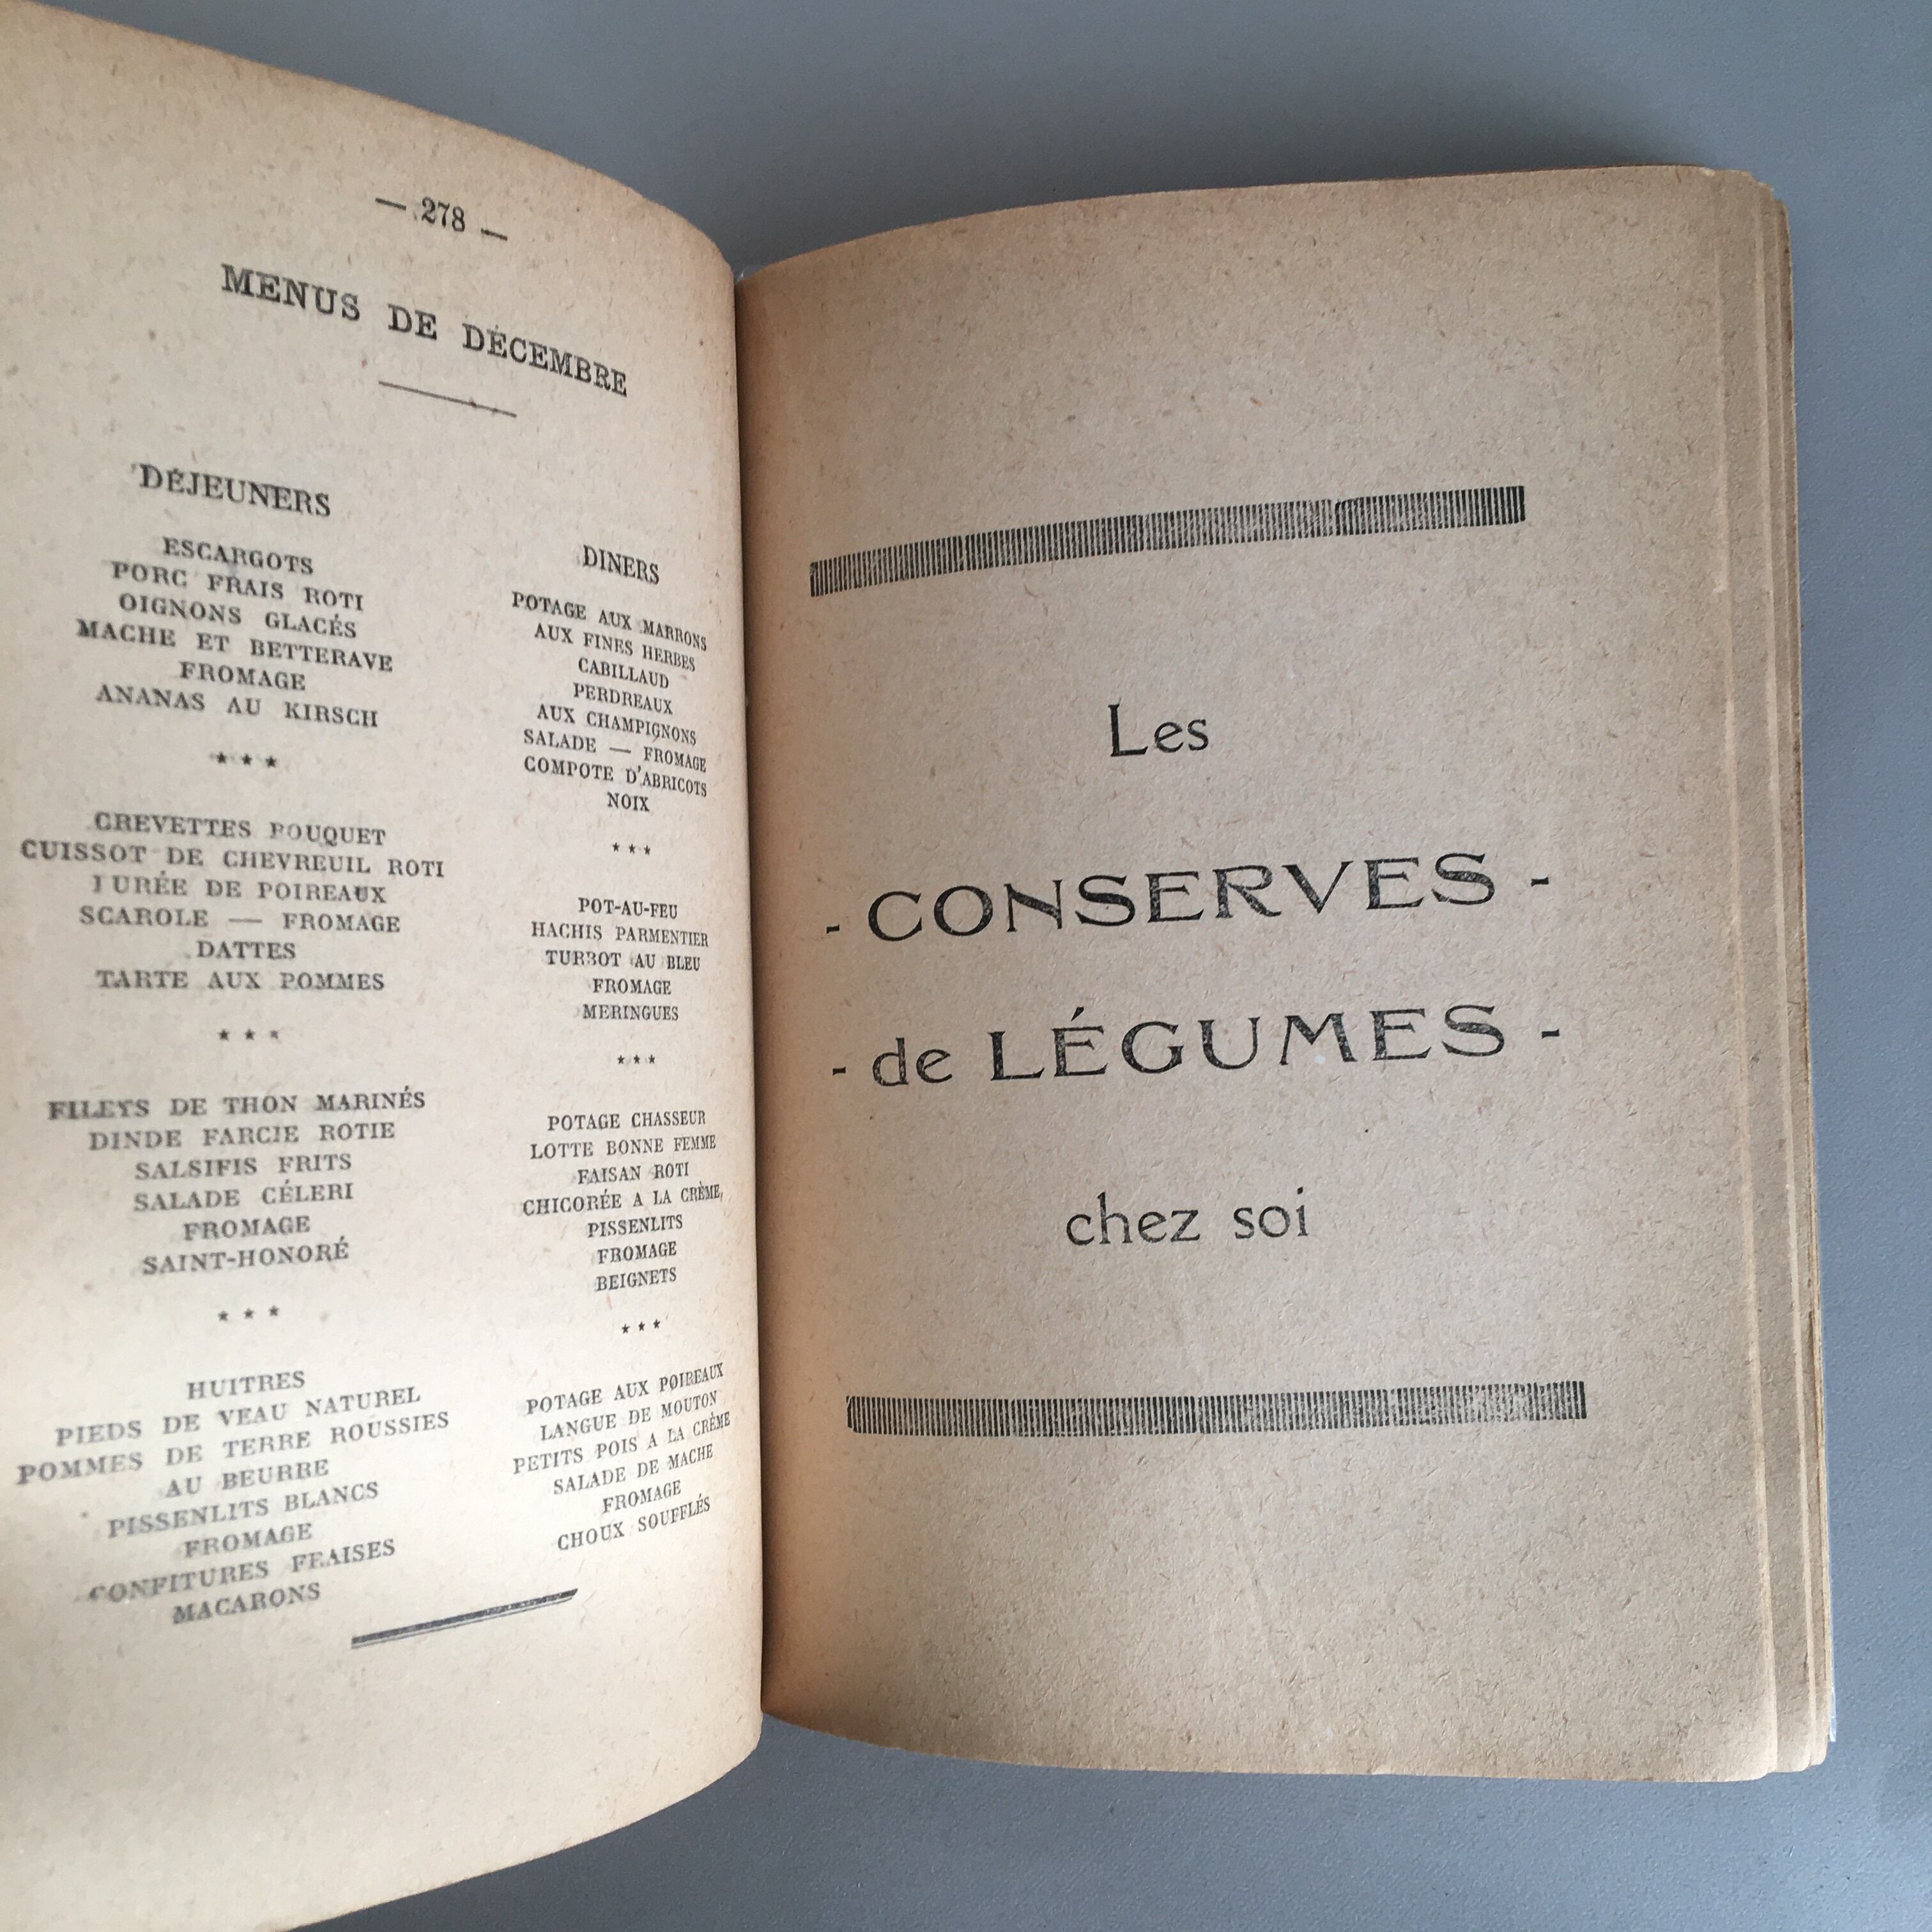 — 278 —
MENUS DE DÉCEMBRE
DÉJEUNERS
ESCARGOTS
PORC FRAIS ROTI
OIGNONS GLACÉS
MACHE ET BETTERAVE
FROMAGE
ANANAS AU KIRSCH
* * *
CREVETTES BOUQUET
CUISSOT DE CHEVREUIL ROTI
PURÉE DE POIREAUX
SCAROLE — FROMAGE
DATTES
TARTE AUX POMMES
* * *
FILETS DE THON MARINÉS
DINDE FARCIE ROTIE
SALSIFIS FRITS
SALADE CÉLERI
FROMAGE
SAINT-HONORÉ
* * *
HUITRES
PIEDS DE VEAU NATUREL
POMMES DE TERRE ROUSSIES
AU BEURRE
PISSENLITS BLANCS
FROMAGE
CONFITURES FRAISES
MACARONS
DINERS
POTAGE AUX MARRONS
AUX FINES HERBES
CABILLAUD
PERDREAUX
AUX CHAMPIGNONS
SALADE — FROMAGE
COMPOTE D'ABRICOTS
NOIX
* * *
POT-AU-FEU
HACHIS PARMENTIER
TURBOT AU BLEU
FROMAGE
MERINGUES
* * *
POTAGE CHASSEUR
LOTTE BONNE FEMME
FAISAN ROTI
CHICORÉE A LA CRÈME
PISSENLITS
FROMAGE
BEIGNETS
* * *
POTAGE AUX POIREAUX
LANGUE DE MOUTON
PETITS POIS A LA CRÈME
SALADE DE MACHE
FROMAGE
CHOUX SOUFFLÉS
Les
- CONSERVES -
- de LÉGUMES -
chez soi